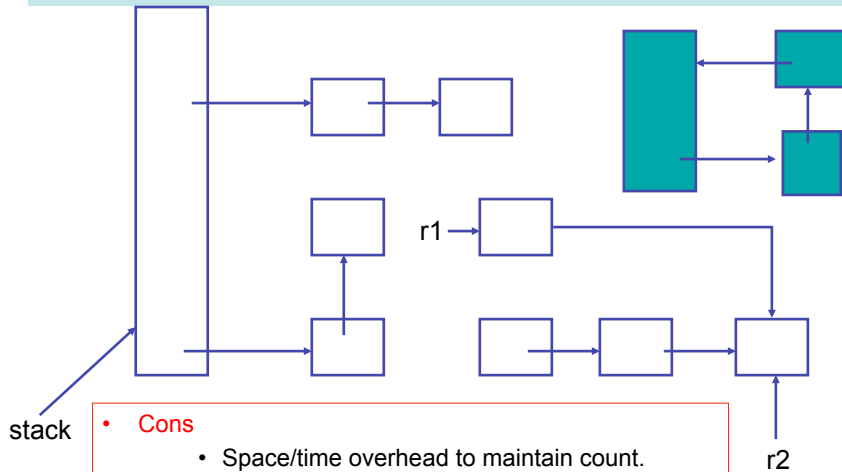 r1
stack
r2
• Cons
• Space/time overhead to maintain count.